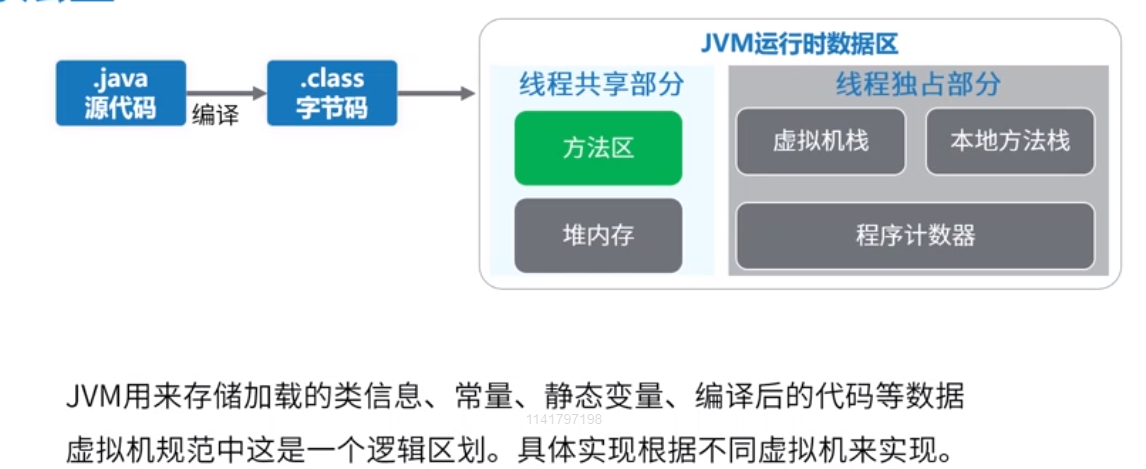 JVM运行时数据区
.java
源代码
编译
.class
字节码
线程共享部分
线程独占部分
方法区
虚拟机栈
本地方法栈
堆内存
程序计数器
JVM用来存储加载的类信息、常量、静态变量、编译后的代码等数据
1141797198
虚拟机规范中这是一个逻辑区划。具体实现根据不同虚拟机来实现。